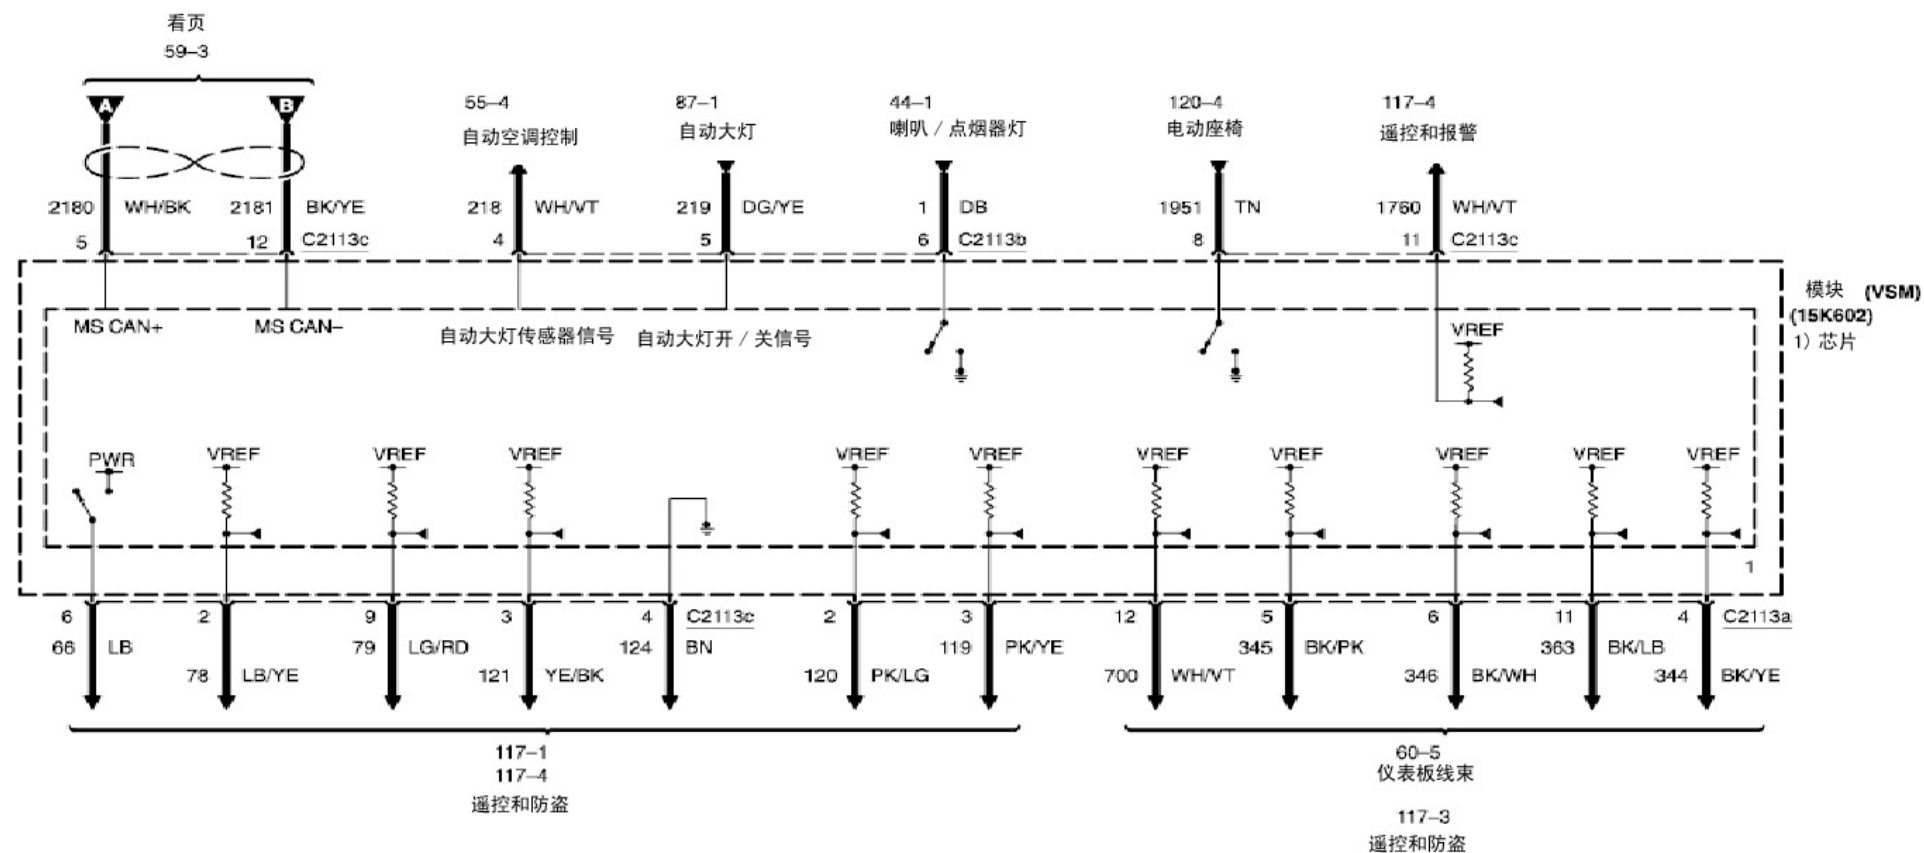 看页
59–3
A
B
55–4
自动空调控制
87–1
自动大灯
44–1
喇叭 / 点烟器灯
120–4
电动座椅
117–4
遥控和报警
2180 WH/BK 2181 BK/YE 218 WH/VT 219 DG/YE 1 DB 1951 TN 1760 WH/VT
5 12 C2113c 4 5 6 C2113b 8 11 C2113c
模块 (VSM)
(15K602)
1) 芯片
MS CAN+ MS CAN– 自动大灯传感器信号 自动大灯开 / 关信号 VREF
PWR VREF VREF VREF VREF VREF VREF VREF VREF VREF VREF
1
6 2 9 3 4 C2113c 2 3 12 5 6 11 4 C2113a
66 LB 79 LG/RD 124 BN 119 PK/YE 345 BK/PK 363 BK/LB
78 LB/YE 121 YE/BK 120 PK/LG 700 WH/VT 346 BK/WH 344 BK/YE
117–1
117–4
遥控和防盗
60–5
仪表板线束
117–3
遥控和防盗